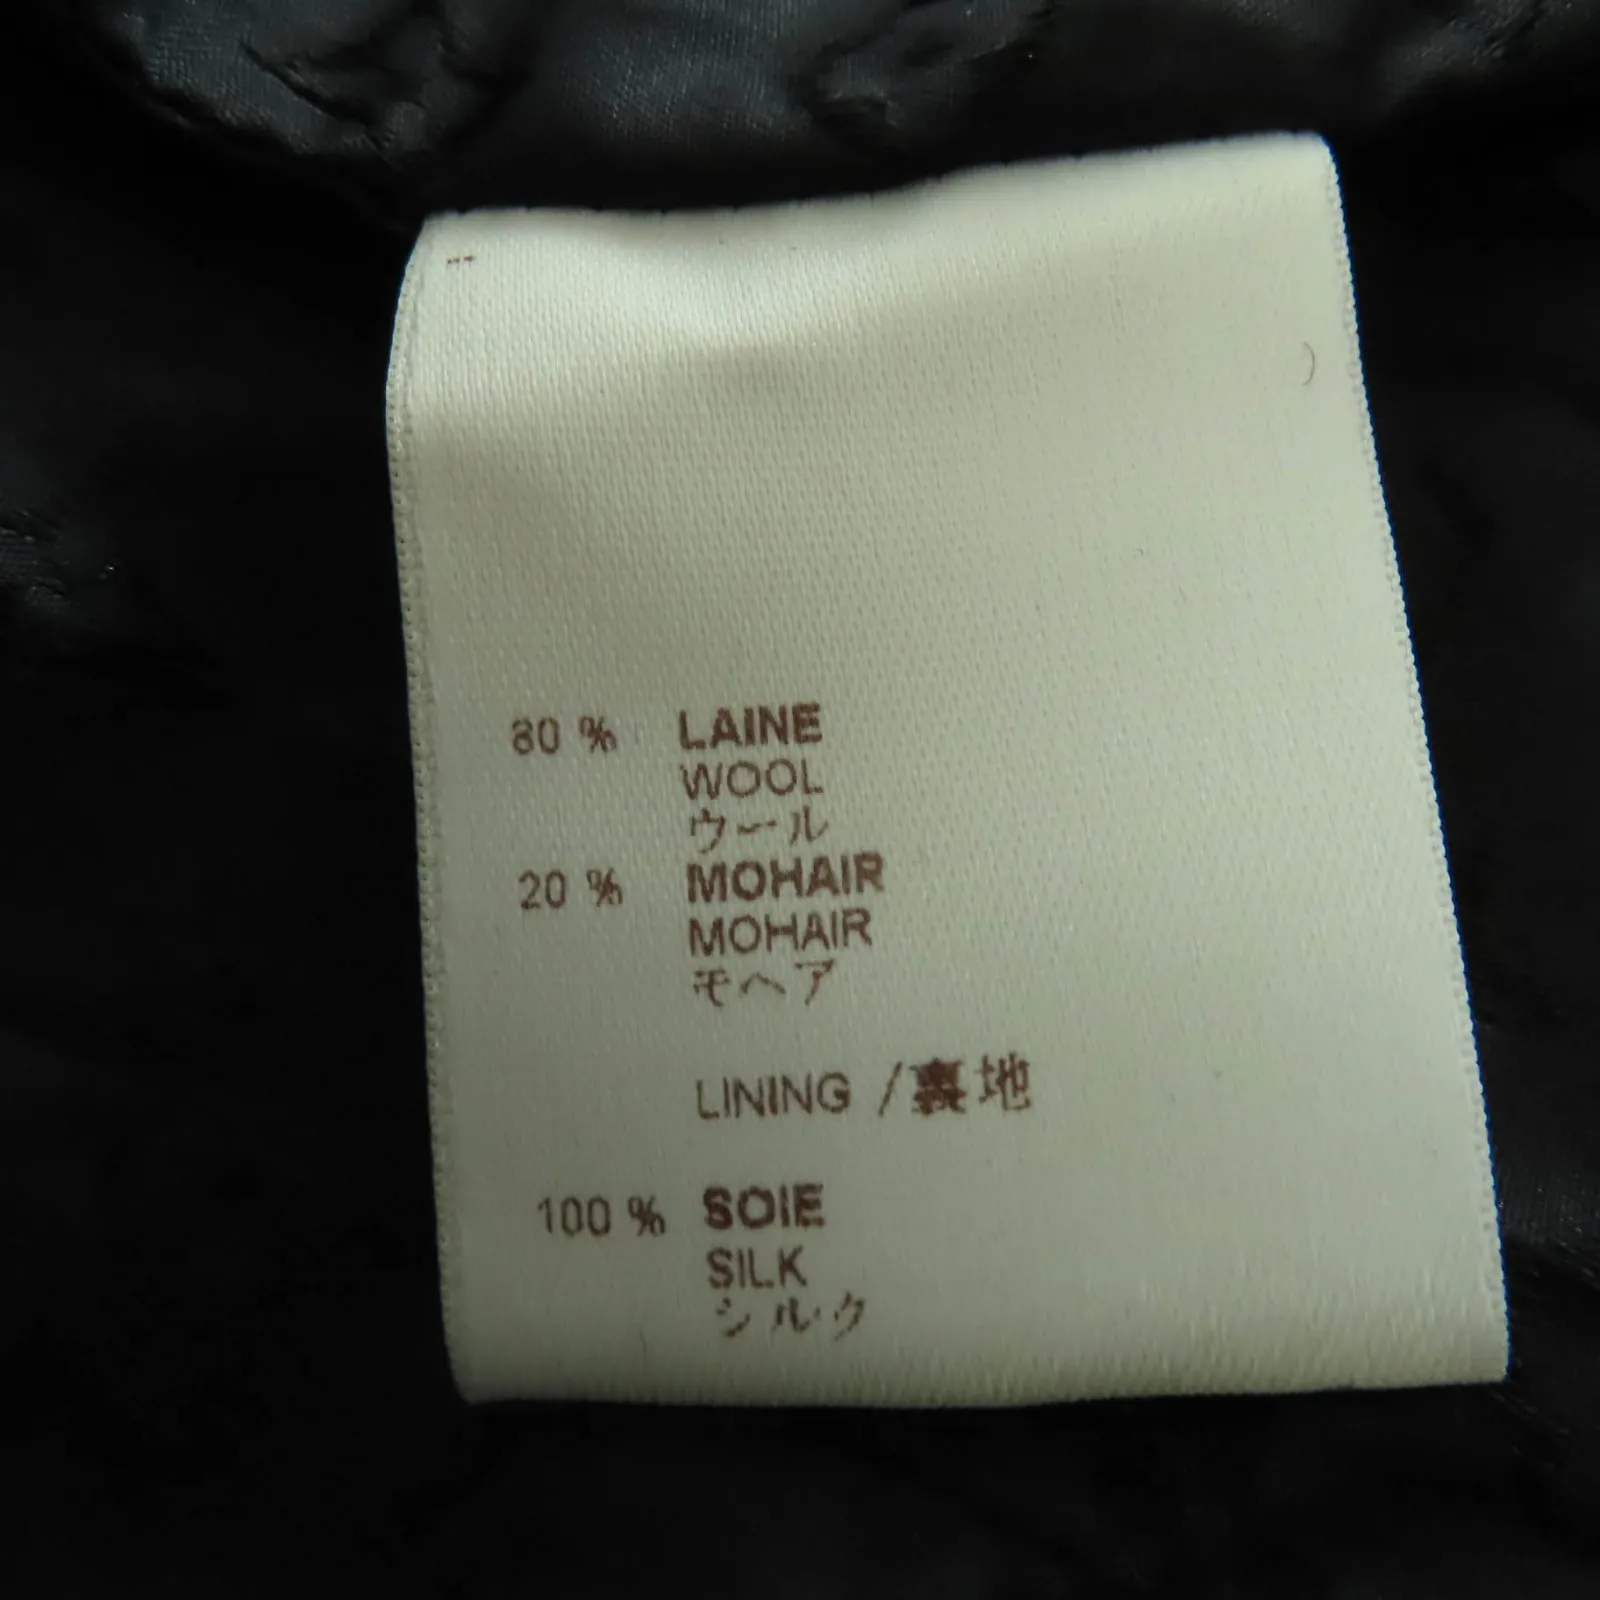 80 % LAINE
WOOL
ウール
20 % MOHAIR
MOHAIR
モヘア
LINING /裏地
100 % SOIE
SILK
シルク